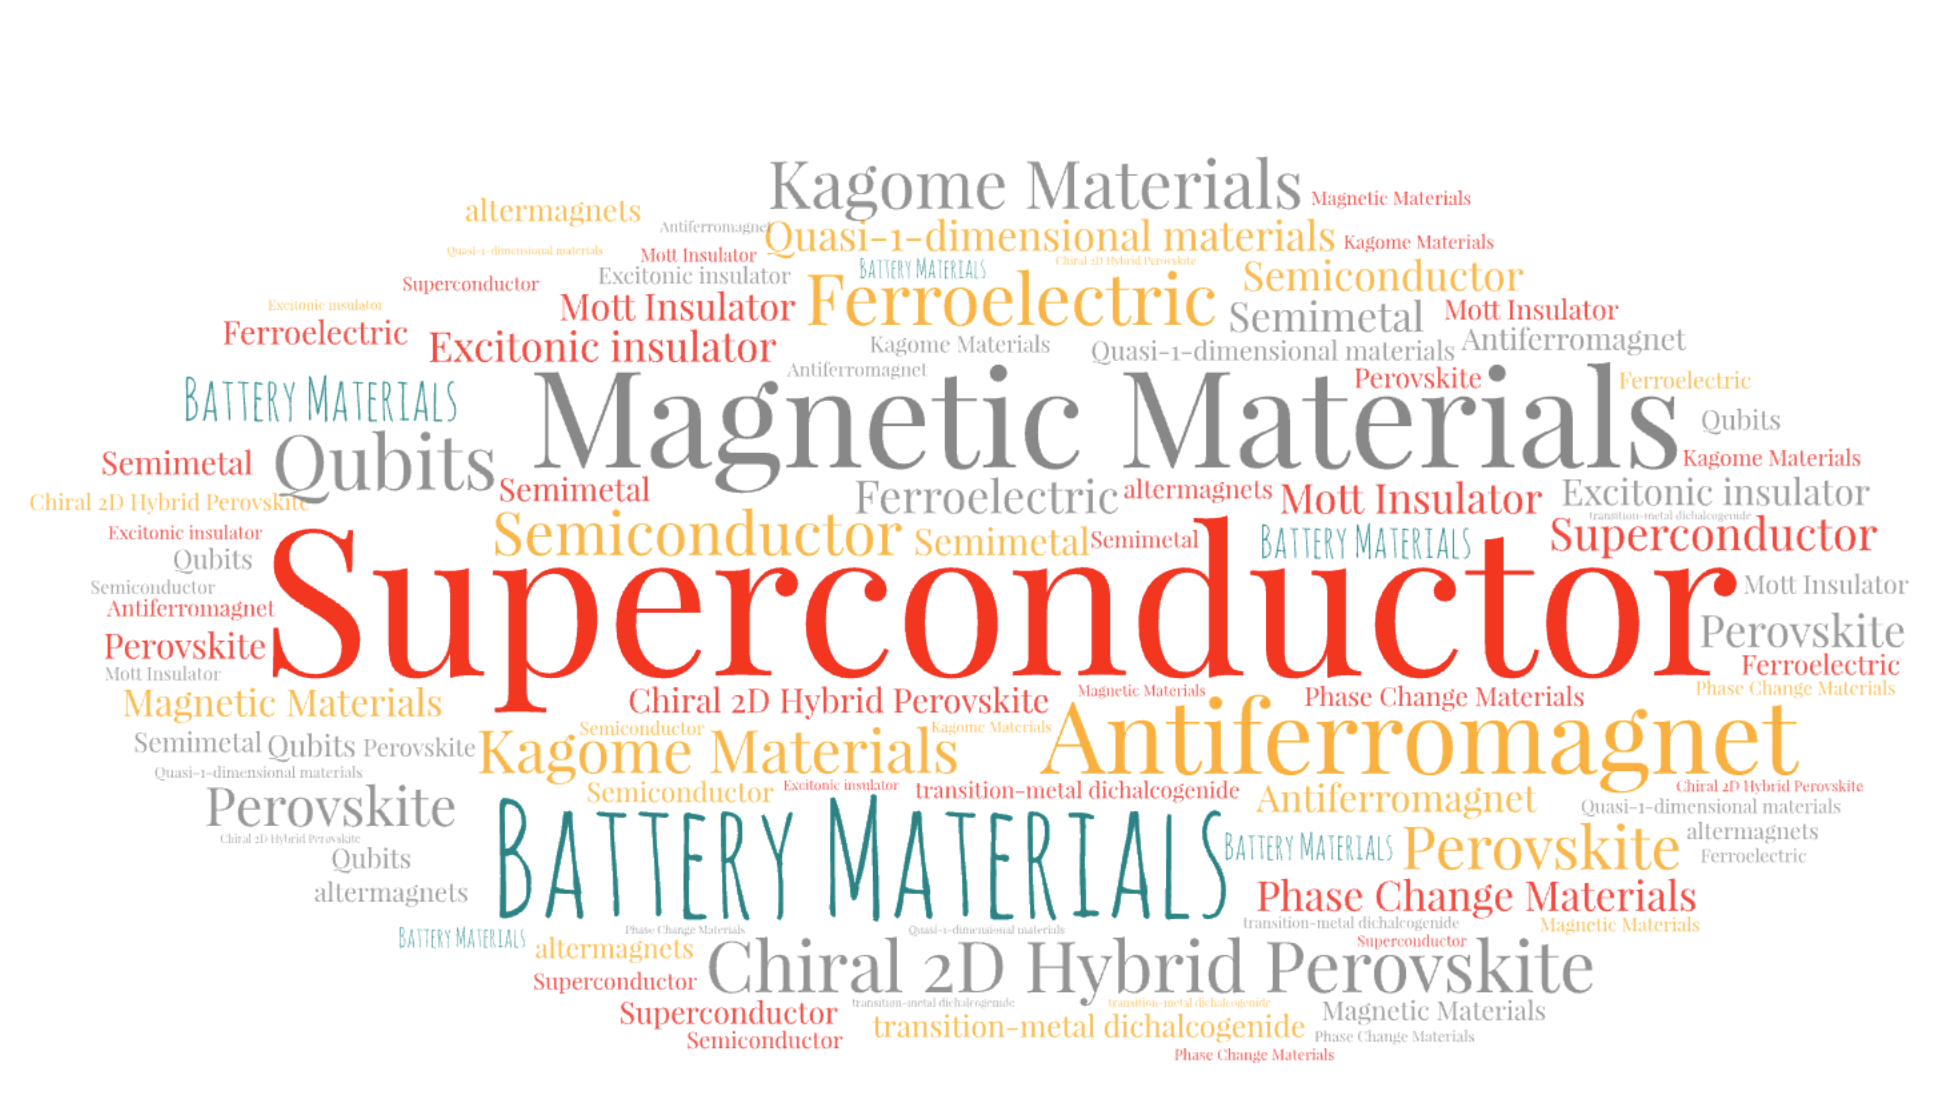 Kagome Materials
Magnetic Materials
altermagnets
Antiferromagnet
Quasi-1-dimensional materials
Kagome Materials
Quasi-1-dimensional materials
Mott Insulator
Battery Materials
Chiral 2D Hybrid Perovskite
Superconductor
Excitonic insulator
Semiconductor
Excitonic insulator
Mott Insulator
Ferroelectric
Semimetal
Mott Insulator
Ferroelectric
Excitonic insulator
Kagome Materials
Quasi-1-dimensional materials
Antiferromagnet
Antiferromagnet
Perovskite
Ferroelectric
Battery Materials
Magnetic Materials
Qubits
Semimetal
Qubits
Kagome Materials
Chiral 2D Hybrid Perovskite
Semimetal
Ferroelectric
altermagnets
Mott Insulator
Excitonic insulator
transition-metal dichalcogenide
Excitonic insulator
Semiconductor
Semimetal
Semimetal
Battery Materials
Superconductor
Qubits
Semiconductor
Superconductor
Mott Insulator
Antiferromagnet
Perovskite
Perovskite
Mott Insulator
Ferroelectric
Magnetic Materials
Chiral 2D Hybrid Perovskite
Magnetic Materials
Phase Change Materials
Phase Change Materials
Semiconductor
Kagome Materials
Antiferromagnet
Semimetal
Qubits
Perovskite
Kagome Materials
Quasi-1-dimensional materials
Semiconductor
Excitonic insulator
transition-metal dichalcogenide
Antiferromagnet
Chiral 2D Hybrid Perovskite
Perovskite
Quasi-1-dimensional materials
Chiral 2D Hybrid Perovskite
Battery Materials
Battery Materials
Perovskite
altermagnets
Qubits
Ferroelectric
altermagnets
Phase Change Materials
Battery Materials
Phase Change Materials
Quasi-1-dimensional materials
transition-metal dichalcogenide
Magnetic Materials
altermagnets
Chiral 2D Hybrid Perovskite
Superconductor
Superconductor
transition-metal dichalcogenide
transition-metal dichalcogenide
Superconductor
transition-metal dichalcogenide
Magnetic Materials
Semiconductor
Phase Change Materials
Phase Change Materials